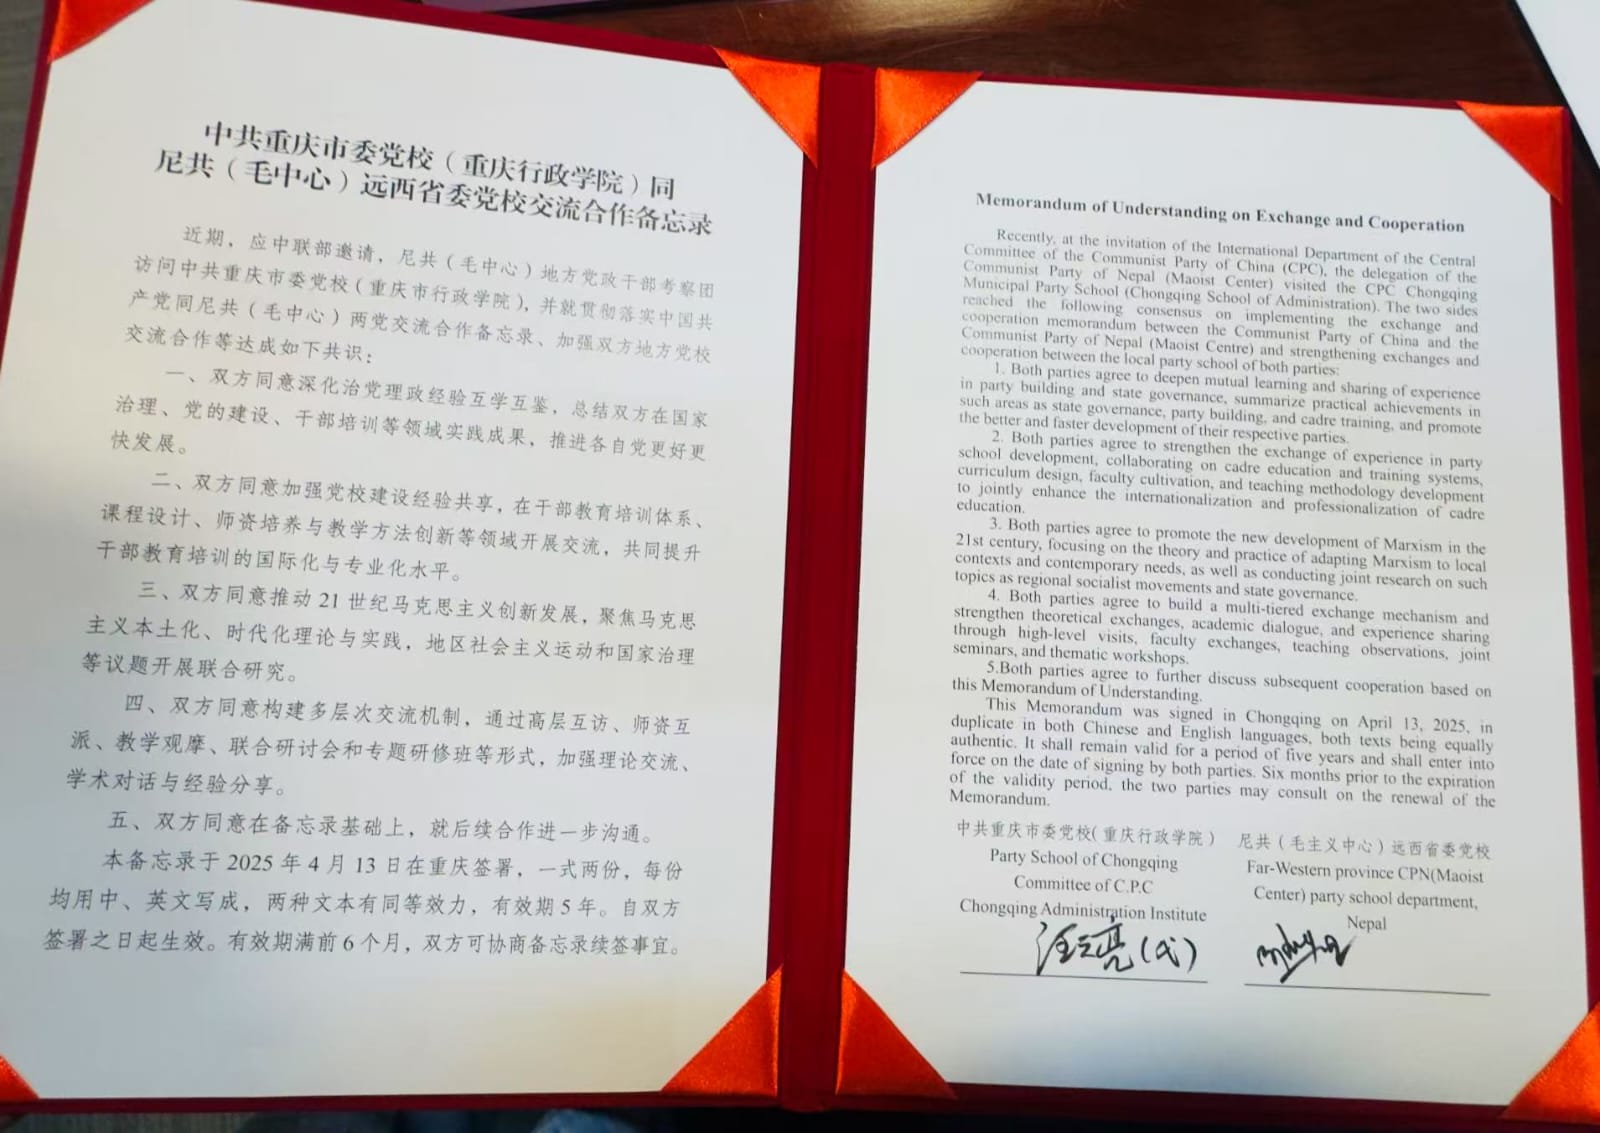 中共重庆市委党校（重庆行政学院）同
尼共（毛中心）远西省委党校交流合作备忘录
近期，应中联部邀请，尼共（毛中心）地方党政干部考察团
访问中共重庆市委党校（重庆市行政学院），并就贯彻落实中国共
产党同尼共（毛中心）两党交流合作备忘录、加强双方地方党校
交流合作等达成如下共识：
一、双方同意深化治党理政经验互学互鉴，总结双方在国家
治理、党的建设、干部培训等领域实践成果，推进各自党更好更
快发展。
二、双方同意加强党校建设经验共享，在干部教育培训体系、
课程设计、师资培养与教学方法创新等领域开展交流，共同提升
干部教育培训的国际化与专业化水平。
三、双方同意推动 21 世纪马克思主义创新发展，聚焦马克思
主义本土化、时代化理论与实践，地区社会主义运动和国家治理
等议题开展联合研究。
四、双方同意构建多层次交流机制，通过高层互访、师资互
派、教学观摩、联合研讨会和专题研修班等形式，加强理论交流、
学术对话与经验分享。
五、双方同意在备忘录基础上，就后续合作进一步沟通。
本备忘录于 2025 年 4 月 13 日在重庆签署，一式两份，每份
均用中、英文写成，两种文本有同等效力，有效期 5 年。自双方
签署之日起生效。有效期满前 6 个月，双方可协商备忘录续签事宜。
Memorandum of Understanding on Exchange and Cooperation
Recently, at the invitation of the International Department of the Central
Committee of the Communist Party of China (CPC), the delegation of the
Communist Party of Nepal (Maoist Center) visited the CPC Chongqing
Municipal Party School (Chongqing School of Administration). The two sides
reached the following consensus on implementing the exchange and
cooperation memorandum between the Communist Party of China and the
Communist Party of Nepal (Maoist Centre) and strengthening exchanges and
cooperation between the local party school of both parties:
1. Both parties agree to deepen mutual learning and sharing of experience
in party building and state governance, summarize practical achievements in
such areas as state governance, party building, and cadre training, and promote
the better and faster development of their respective parties.
2. Both parties agree to strengthen the exchange of experience in party
school development, collaborating on cadre education and training systems,
curriculum design, faculty cultivation, and teaching methodology development
to jointly enhance the internationalization and professionalization of cadre
education.
3. Both parties agree to promote the new development of Marxism in the
21st century, focusing on the theory and practice of adapting Marxism to local
contexts and contemporary needs, as well as conducting joint research on such
topics as regional socialist movements and state governance.
4. Both parties agree to build a multi-tiered exchange mechanism and
strengthen theoretical exchanges, academic dialogue, and experience sharing
through high-level visits, faculty exchanges, teaching observations, joint
seminars, and thematic workshops.
5.Both parties agree to further discuss subsequent cooperation based on
this Memorandum of Understanding.
This Memorandum was signed in Chongqing on April 13, 2025, in
duplicate in both Chinese and English languages, both texts being equally
authentic. It shall remain valid for a period of five years and shall enter into
force on the date of signing by both parties. Six months prior to the expiration
of the validity period, the two parties may consult on the renewal of the
Memorandum.
中共重庆市委党校（重庆行政学院）
Party School of Chongqing
Committee of C.P.C
Chongqing Administration Institute
尼共（毛主义中心）远西省委党校
Far-Western province CPN(Maoist
Center) party school department,
Nepal